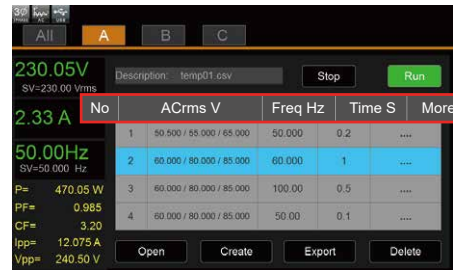 3Ø
AC
USB
All A B C
230.05V
SV=230.00 Vrms
Description: temp01.csv Stop Run
2.33 A
No ACrms V Freq Hz Time S More
1 50.500 / 55.000 / 65.000 50.000 0.2 ....
50.00Hz
SV=50.000 Hz
2 60.000 / 80.000 / 85.000 60.000 1 ....
P= 470.05 W
3 60.000 / 80.000 / 85.000 100.00 0.5 ....
PF= 0.985
4 60.000 / 80.000 / 85.000 50.00 0.1 ....
CF= 3.20
Ipp= 12.075 A
Open Create Export Delete
Vpp= 240.50 V